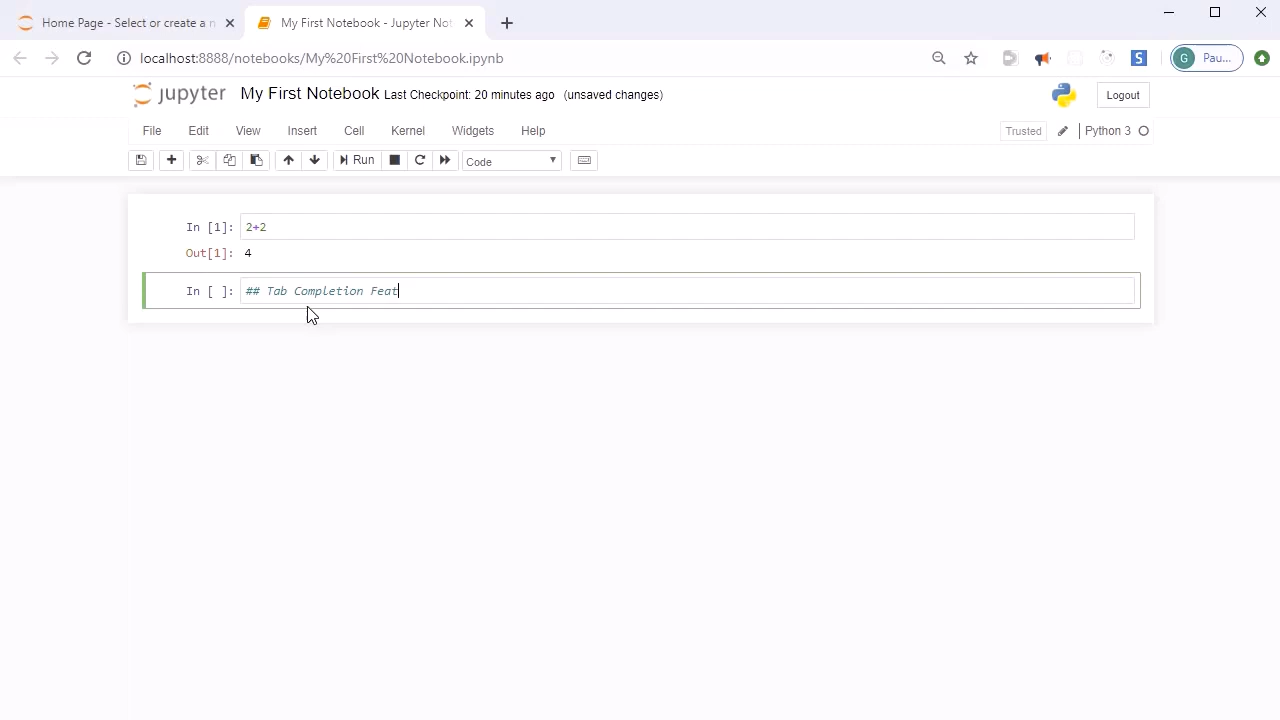 Home Page - Select or create a n
My First Notebook - Jupyter Not
localhost:8888/notebooks/My%20First%20Notebook.ipynb
S
G Pau...
jupyter My First Notebook Last Checkpoint: 20 minutes ago (unsaved changes)
Logout
File Edit View Insert Cell Kernel Widgets Help
Trusted Python 3
Run Code
In [1]: 2+2
Out[1]: 4
In [ ]: ## Tab Completion Feat